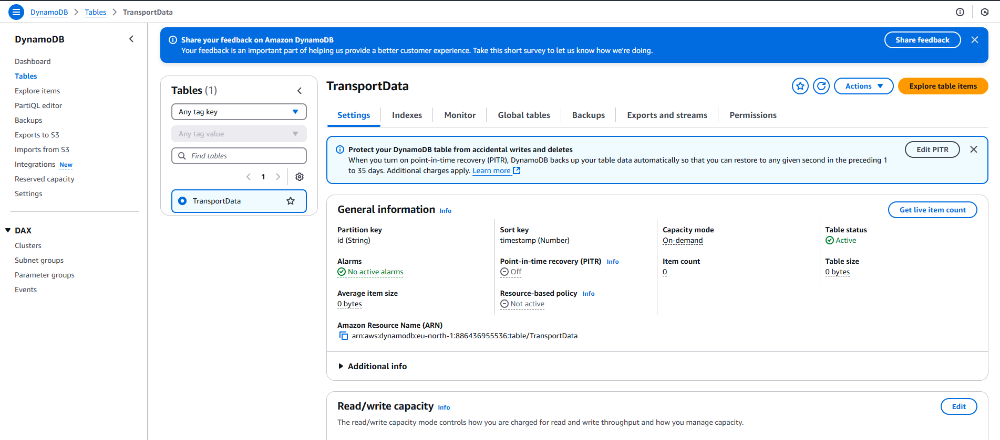 DynamoDB
Tables
TransportData
DynamoDB
Dashboard
Tables
Explore items
PartiQL editor
Backups
Exports to S3
Imports from S3
Integrations New
Reserved capacity
Settings
DAX
Clusters
Subnet groups
Parameter groups
Events
Share your feedback on Amazon DynamoDB
Your feedback is an important part of helping us provide a better customer experience. Take this short survey to let us know how we're doing.
Share feedback
Tables (1)
Any tag key
Any tag value
Find tables
1
TransportData
TransportData
Actions
Explore table items
Settings
Indexes
Monitor
Global tables
Backups
Exports and streams
Permissions
Protect your DynamoDB table from accidental writes and deletes
When you turn on point-in-time recovery (PITR), DynamoDB backs up your table data automatically so that you can restore to any given second in the preceding 1
to 35 days. Additional charges apply. Learn more
Edit PITR
General information Info
Get live item count
Partition key
id (String)
Sort key
timestamp (Number)
Capacity mode
On-demand
Table status
Active
Alarms
No active alarms
Point-in-time recovery (PITR) Info
Off
Item count
0
Table size
0 bytes
Average item size
0 bytes
Resource-based policy Info
Not active
Amazon Resource Name (ARN)
arn:aws:dynamodb:eu-north-1:886436955536:table/TransportData
Additional info
Read/write capacity Info
Edit
The read/write capacity mode controls how you are charged for read and write throughput and how you manage capacity.